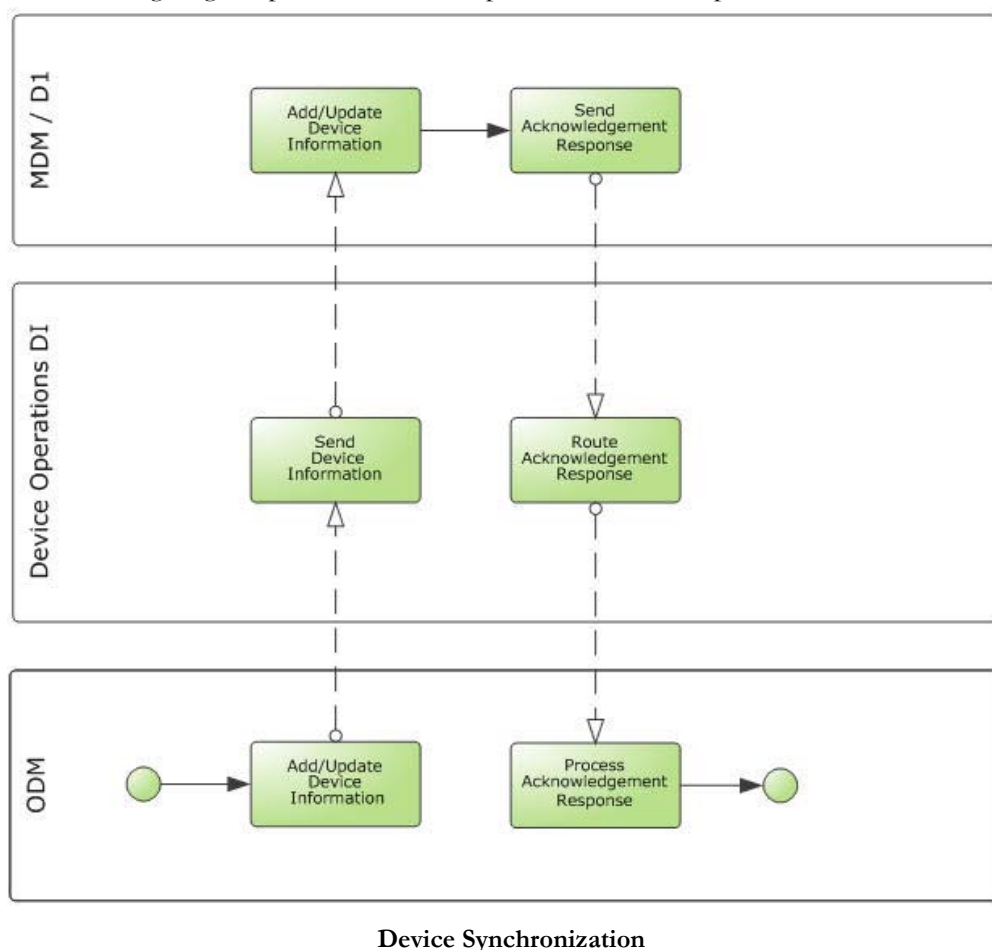 MDM / D1
Add/Update
Device
Information
Send
Acknowledgement
Response
Device Operations DI
Send
Device
Information
Route
Acknowledgement
Response
ODM
Add/Update
Device
Information
Process
Acknowledgement
Response
Device Synchronization